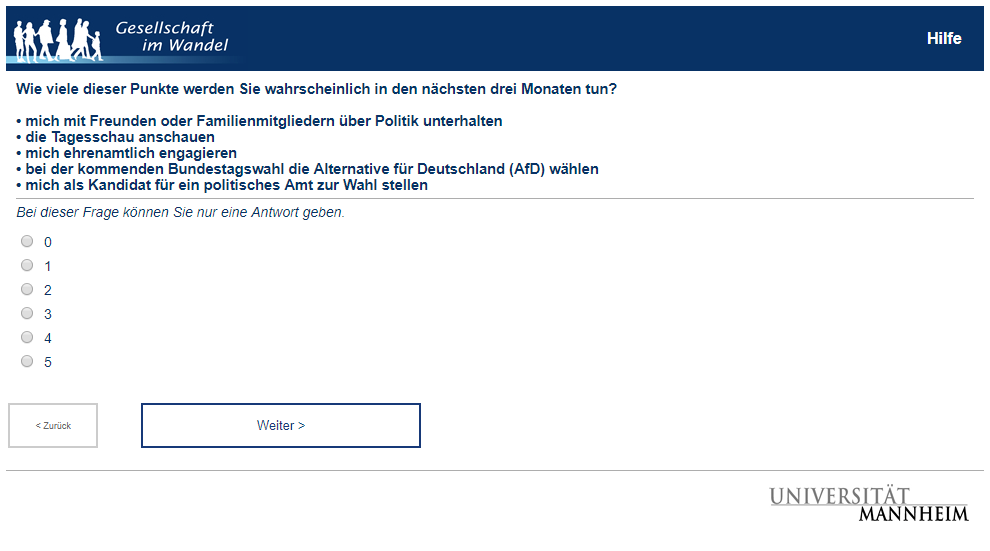 Gesellschaft
im Wandel
Hilfe
Wie viele dieser Punkte werden Sie wahrscheinlich in den nächsten drei Monaten tun?
• mich mit Freunden oder Familienmitgliedern über Politik unterhalten
• die Tagesschau anschauen
• mich ehrenamtlich engagieren
• bei der kommenden Bundestagswahl die Alternative für Deutschland (AfD) wählen
• mich als Kandidat für ein politisches Amt zur Wahl stellen
Bei dieser Frage können Sie nur eine Antwort geben.
0
1
2
3
4
5
< Zurück
Weiter >
UNIVERSITÄT
MANNHEIM